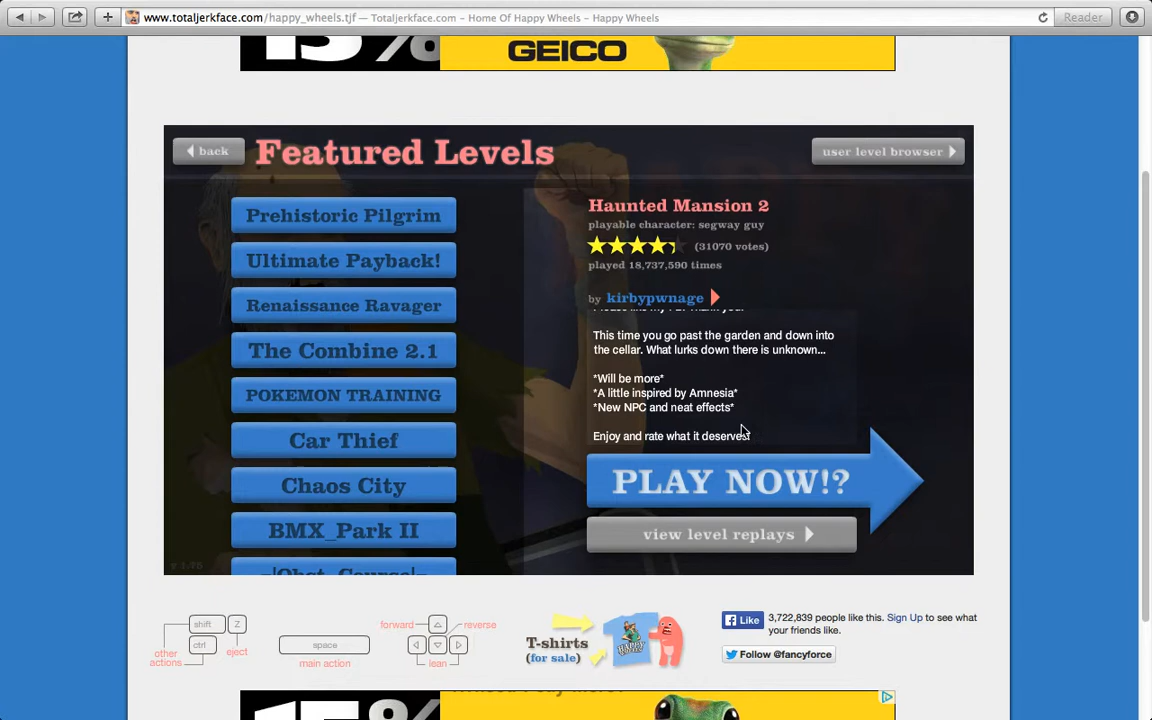 www.totaljerkface.com/happy_wheels.tjf — Totaljerkface.com – Home Of Happy Wheels – Happy Wheels
Reader
15%
GEICO
back
Featured Levels
user level browser
Prehistoric Pilgrim
Ultimate Payback!
Renaissance Ravager
The Combine 2.1
POKEMON TRAINING
Car Thief
Chaos City
BMX_Park II
Haunted Mansion 2
playable character: segway guy
(31070 votes)
played 18,737,590 times
by kirbypwnage
This time you go past the garden and down into
the cellar. What lurks down there is unknown...
*Will be more*
*A little inspired by Amnesia*
*New NPC and neat effects*
Enjoy and rate what it deserves!
PLAY NOW!?
view level replays
v 1.76
shift
Z
ctrl
other
actions
eject
space
main action
forward
reverse
lean
T-shirts
(for sale)
Like
3,722,839 people like this. Sign Up to see what
your friends like.
Follow @fancyforce
15%